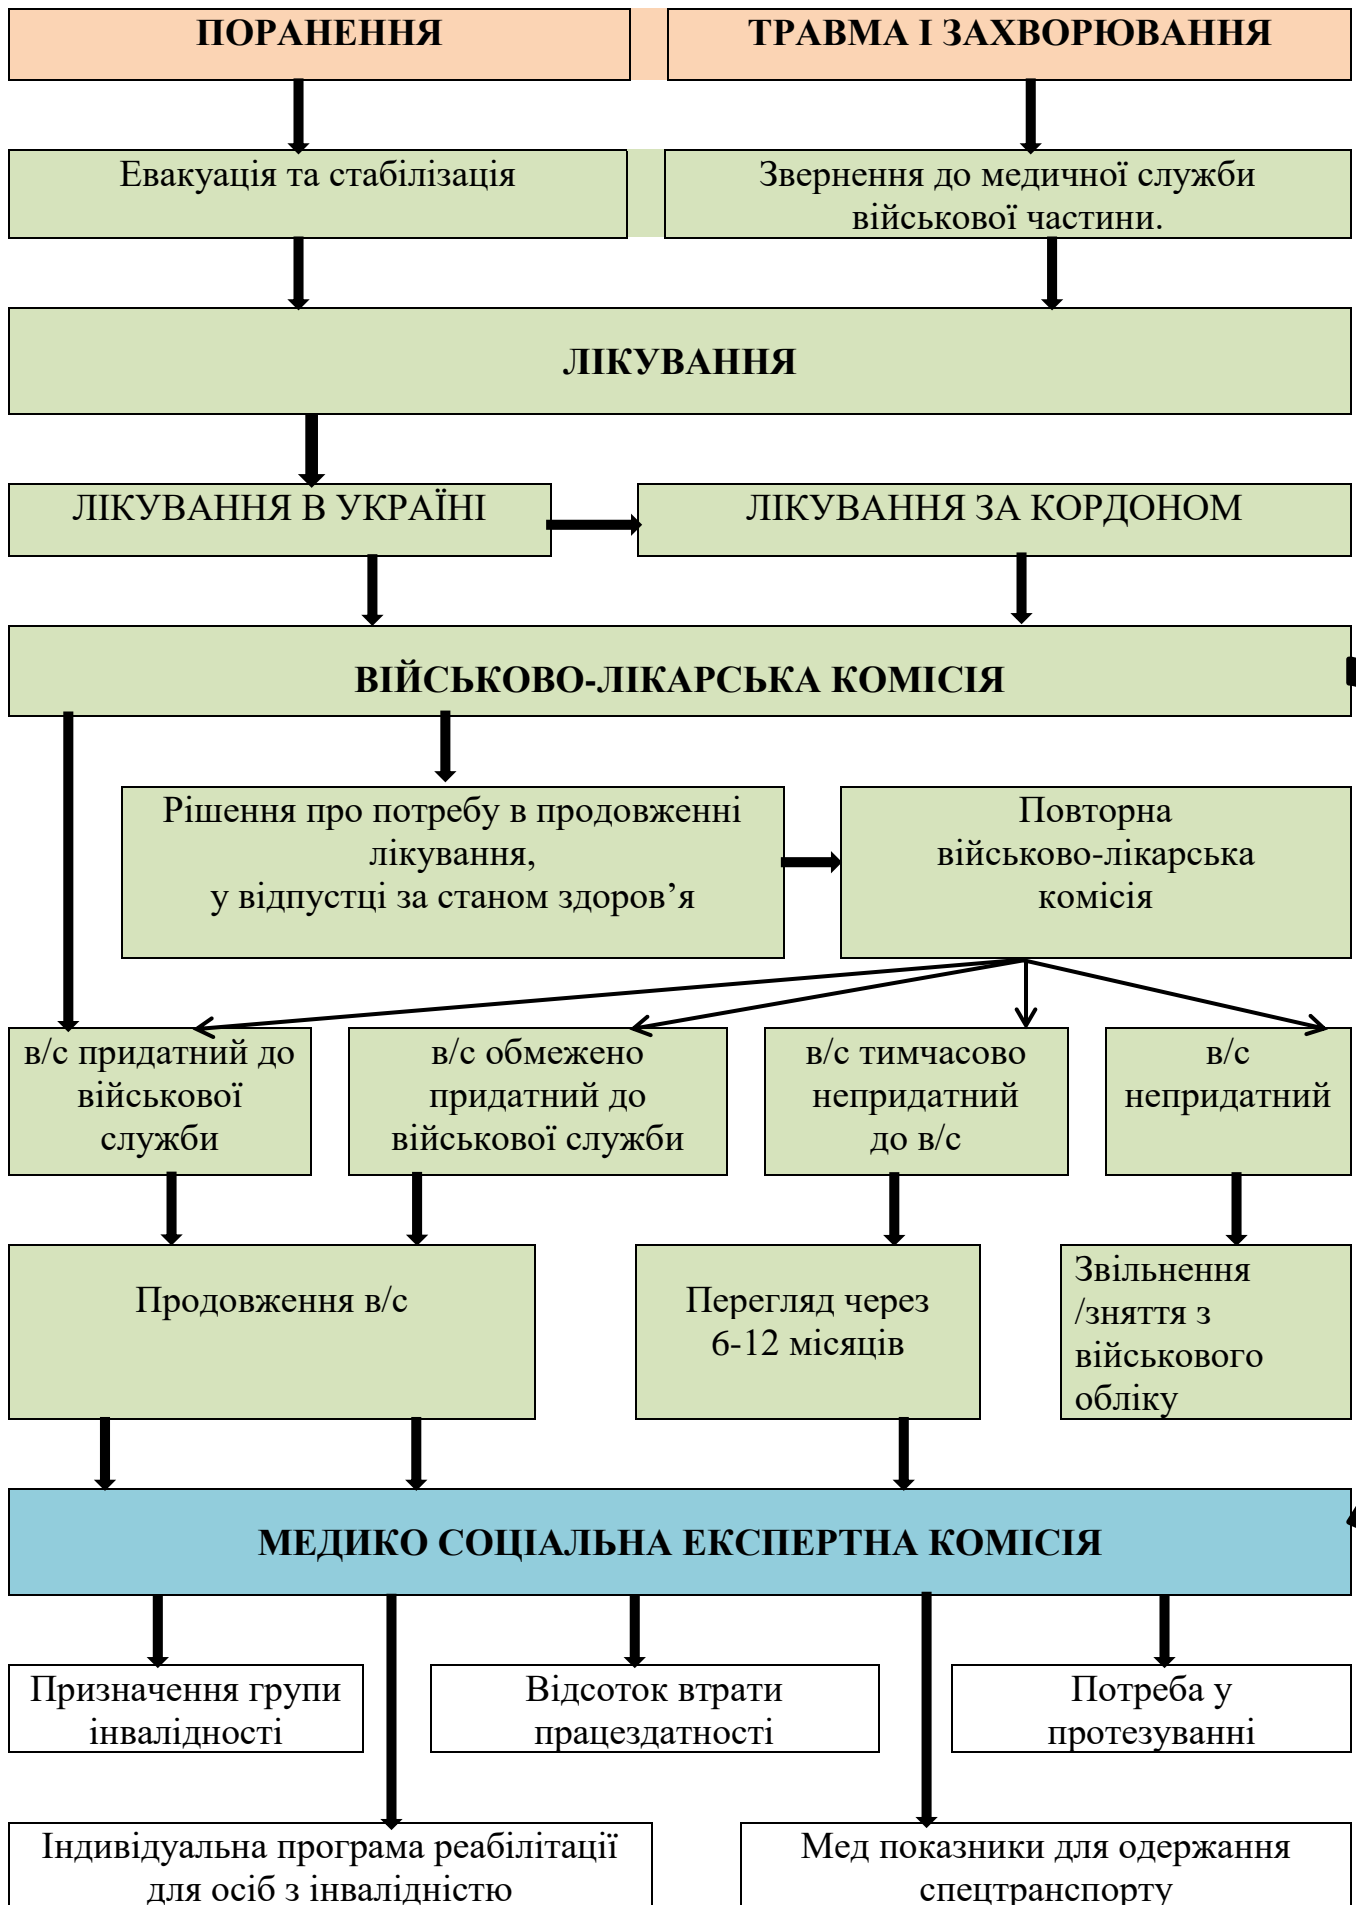 ПОРАНЕННЯ
ТРАВМА І ЗАХВОРЮВАННЯ
Евакуація та стабілізація
Звернення до медичної служби
військової частини.
ЛІКУВАННЯ
ЛІКУВАННЯ В УКРАЇНІ
ЛІКУВАННЯ ЗА КОРДОНОМ
ВІЙСЬКОВО-ЛІКАРСЬКА КОМІСІЯ
Рішення про потребу в продовженні
лікування,
у відпустці за станом здоров’я
Повторна
військово-лікарська
комісія
в/с придатний до
військової
служби
в/с обмежено
придатний до
військової служби
в/с тимчасово
непридатний
до в/с
в/с
непридатний
Продовження в/с
Перегляд через
6-12 місяців
Звільнення
/зняття з
військового
обліку
МЕДИКО СОЦІАЛЬНА ЕКСПЕРТНА КОМІСІЯ
Призначення групи
інвалідності
Відсоток втрати
працездатності
Потреба у
протезуванні
Індивідуальна програма реабілітації
для осіб з інвалідністю
Мед показники для одержання
спецтранспорту